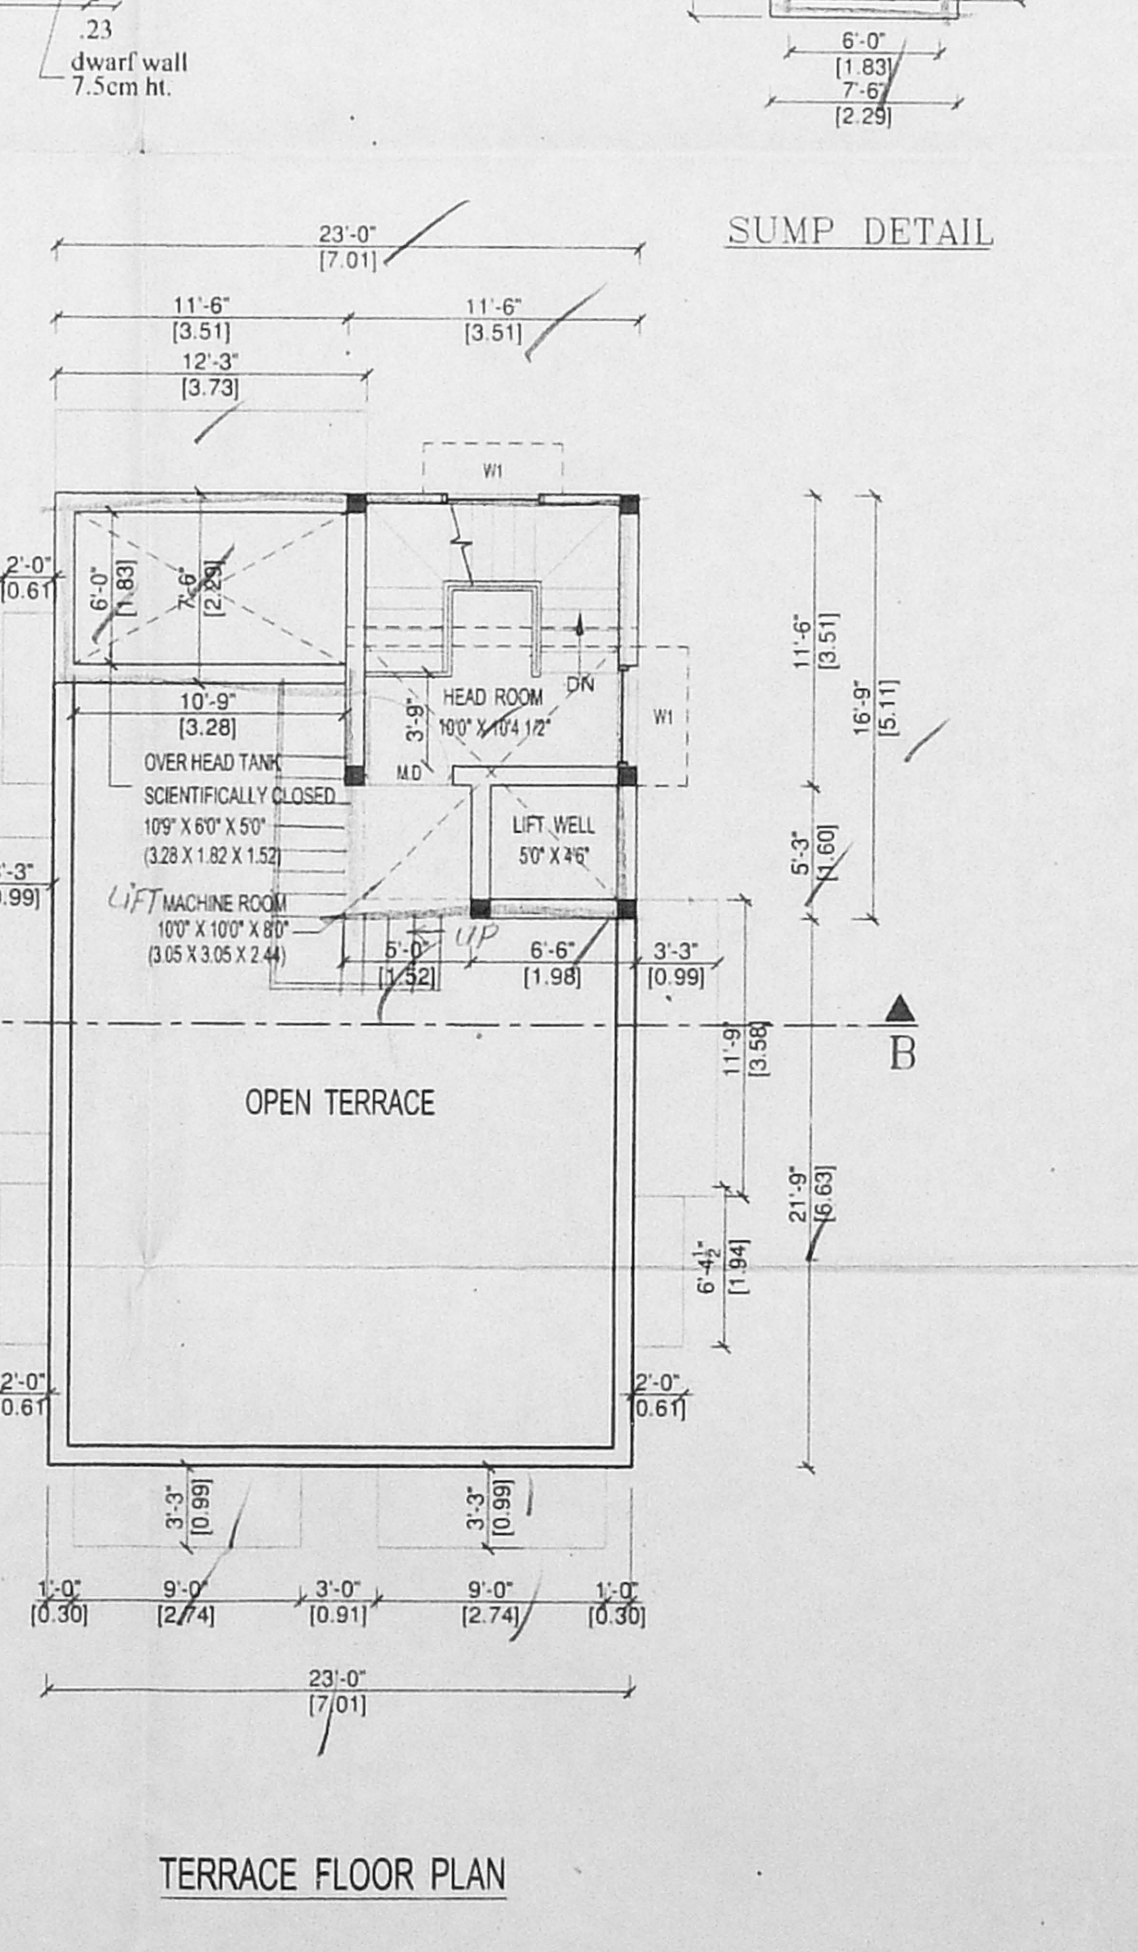 .23
dwarf wall
7.5cm ht.
6'-0"
[1.83]
7'-6"
[2.29]
SUMP DETAIL
23'-0"
[7.01]
11'-6"
[3.51]
11'-6"
[3.51]
12'-3"
[3.73]
W1
2'-0"
[0.61
6'-0"
[1.83]
7'-6"
[2.29]
11'-6"
[3.51]
16'-9"
[5.11]
DN
HEAD ROOM
10'0" X 10'4 1/2"
3'-9"
W1
10'-9"
[3.28]
OVER HEAD TANK
SCIENTIFICALLY CLOSED
10'9" X 6'0" X 5'0"
(3.28 X 1.82 X 1.52)
M.D
LIFT WELL
5'0" X 4'6"
5'-3"
[1.60]
'-3"
.99]
LIFT MACHINE ROOM
10'0" X 10'0" X 8'0"
(3.05 X 3.05 X 2.44)
UP
5'-0"
[1.52]
6'-6"
[1.98]
3'-3"
[0.99]
11'-9"
[3.58]
B
OPEN TERRACE
21'-9"
[6.63]
6'-4½"
[1.94]
2'-0"
0.61]
2'-0"
[0.61]
3'-3"
[0.99]
3'-3"
[0.99]
1'-0"
[0.30]
9'-0"
[2.74]
3'-0"
[0.91]
9'-0"
[2.74]
1'-0"
[0.30]
23'-0"
[7.01]
TERRACE FLOOR PLAN